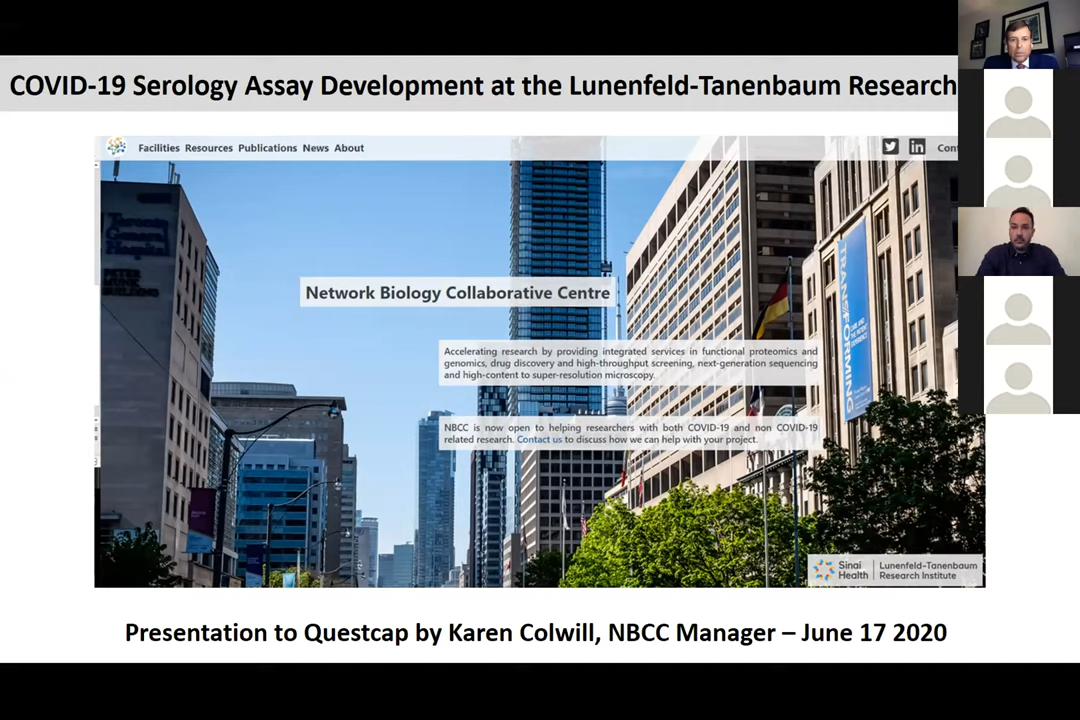 COVID-19 Serology Assay Development at the Lunenfeld-Tanenbaum Research
Facilities Resources Publications News About
Network Biology Collaborative Centre
Accelerating research by providing integrated services in functional proteomics and
genomics, drug discovery and high-throughput screening, next-generation sequencing
and high-content to super-resolution microscopy.
NBCC is now open to helping researchers with both COVID-19 and non COVID-19
related research. Contact us to discuss how we can help with your project.
TRANSFORMING
Sinai
Health
Lunenfeld-Tanenbaum
Research Institute
Presentation to Questcap by Karen Colwill, NBCC Manager – June 17 2020